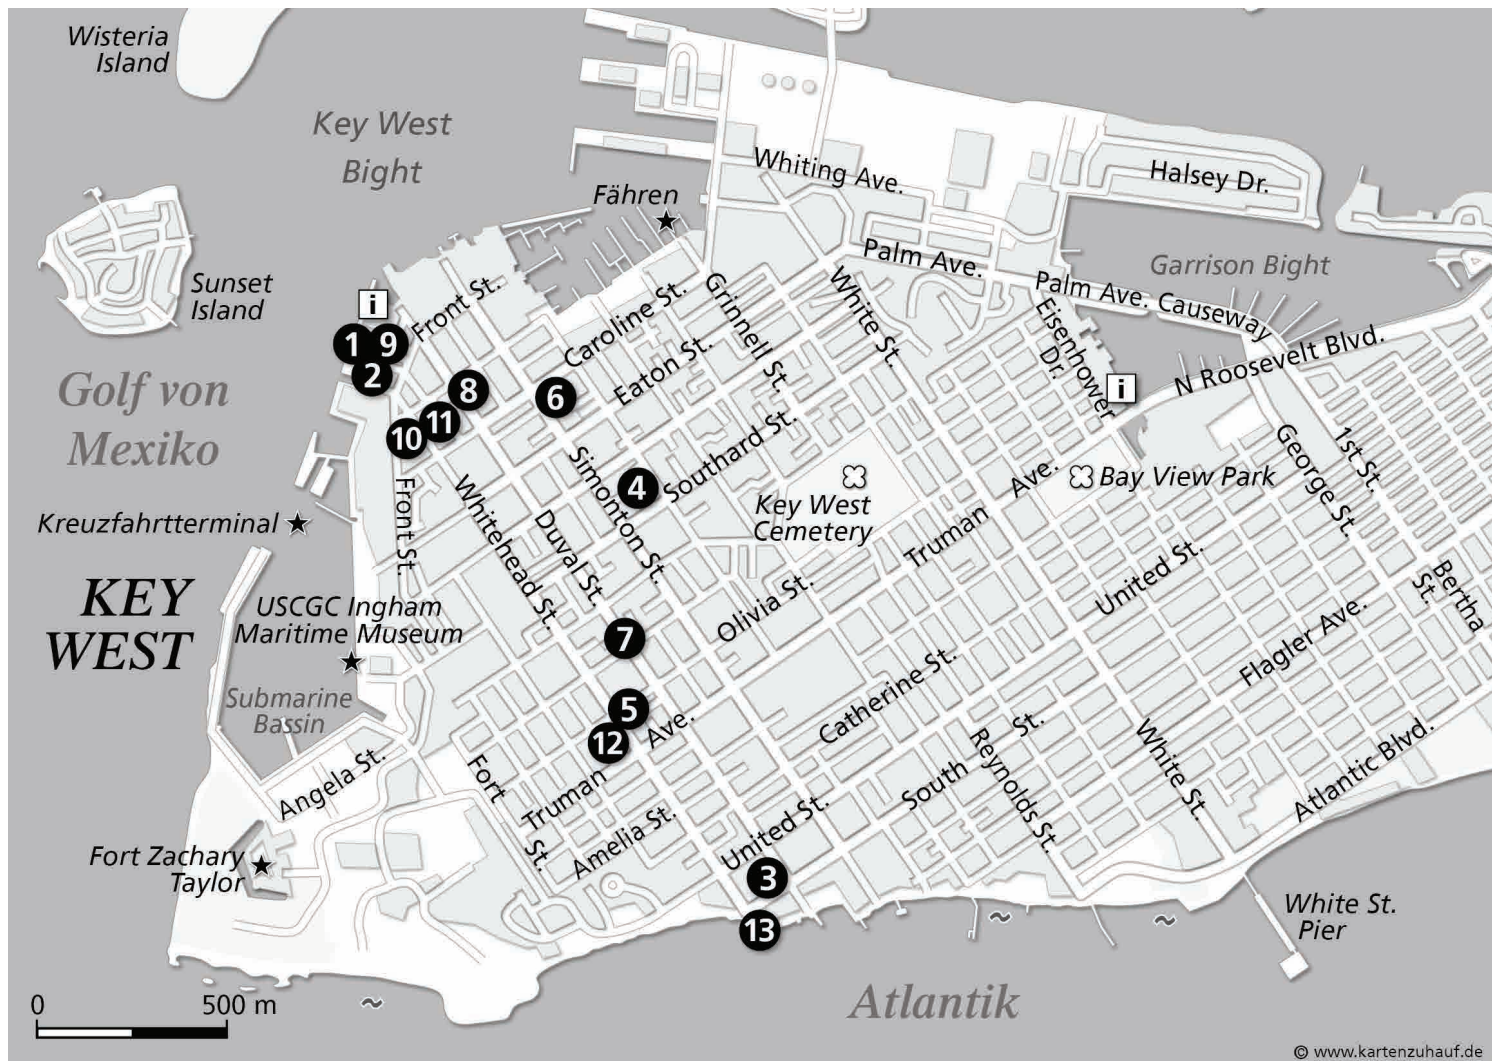 Wisteria
Island
Key West
Bight
Whiting Ave.
Halsey Dr.
Fähren
Sunset
Island
Palm Ave.
Palm Ave. Causeway
Garrison Bight
i
Front St.
Caroline St.
Grinnell St.
White St.
Eisenhower
Dr.
N Roosevelt Blvd.
i
1
9
2
8
6
11
10
Eaton St.
Golf von
Mexiko
Simonton St.
4
Southard St.
Key West
Cemetery
Bay View Park
George St.
1st St.
Kreuzfahrtterminal
Front St.
Whitehead St.
Duval St.
Truman Ave.
KEY
WEST
USCGC Ingham
Maritime Museum
Olivia St.
United St.
Bertha
St.
Flagler Ave.
7
Submarine
Bassin
5
12
Catherine St.
Angela St.
Fort St.
Truman Ave.
Amelia St.
United St.
South St.
Reynolds St.
White St.
Atlantic Blvd.
Fort Zachary
Taylor
3
13
White St.
Pier
Atlantik
0 500 m
© www.kartenzuhauf.de